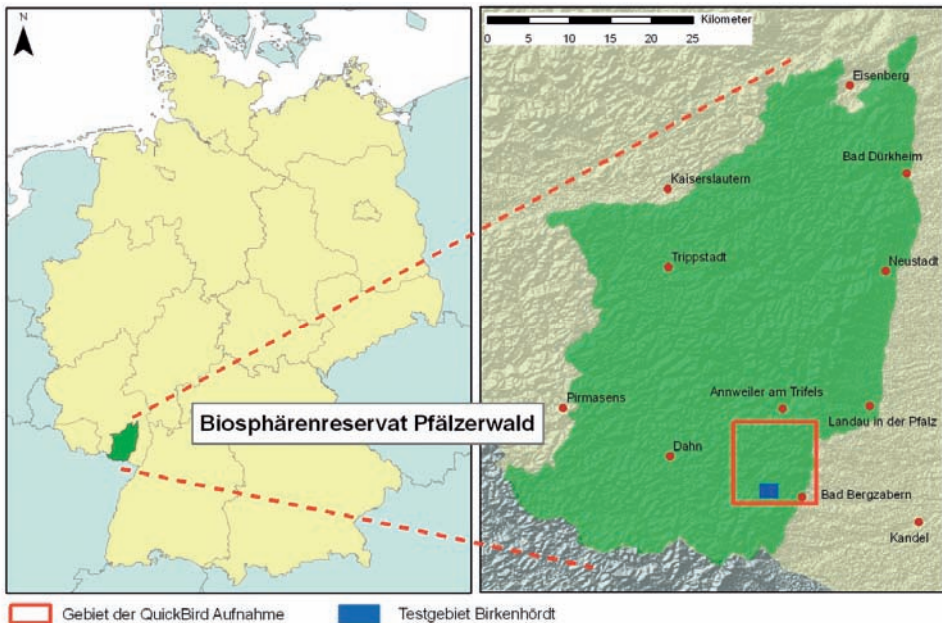 N
Kilometer
0 5 10 15 20 25
Eisenberg
Bad Dürkheim
Kaiserslautern
Trippstadt
Neustadt
Pirmasens
Annweiler am Trifels
Landau in der Pfalz
Biosphärenreservat Pfälzerwald
Dahn
Bad Bergzabern
Kandel
Gebiet der QuickBird Aufnahme
Testgebiet Birkenhördt